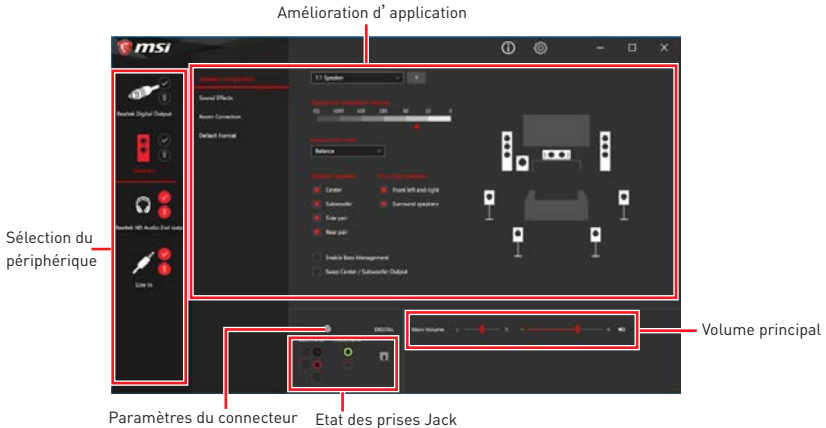 Amélioration d'application
msi
Realtek Digital Output
Speakers
Realtek HD Audio 2nd output
Line In
Speaker Configuration
Sound Effects
Room Correction
Default Format
7.1 Speaker
Balance
Center
Subwoofer
Side pair
Rear pair
Front left and right
Surround speakers
Enable Bass Management
Swap Center / Subwoofer Output
DIGITAL
Main Volume
L
R
-
+
Sélection du
périphérique
Volume principal
Paramètres du connecteur
Etat des prises Jack